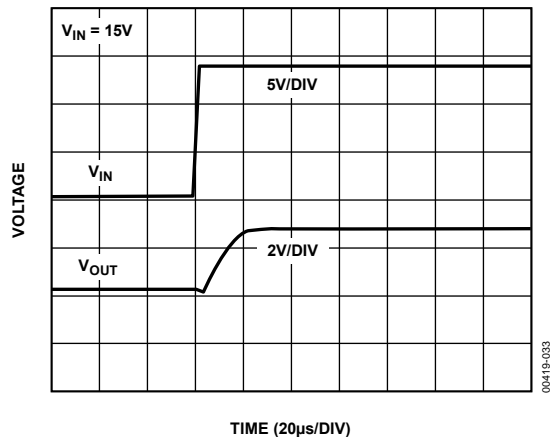 V_IN = 15V
5V/DIV
V_IN
VOLTAGE
2V/DIV
V_OUT
TIME (20µs/DIV)
00419-033